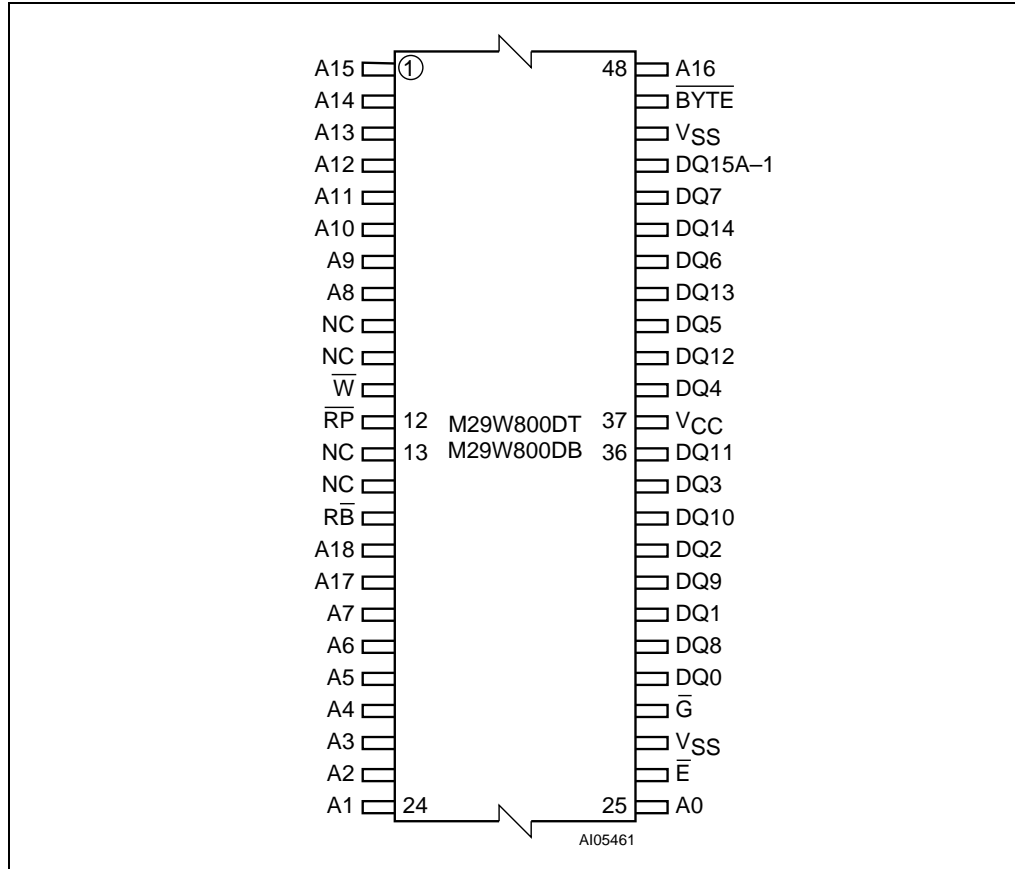 A15 ① 48 A16
A14 B̅Y̅T̅E̅
A13 VSS
A12 DQ15A–1
A11 DQ7
A10 DQ14
A9 DQ6
A8 DQ13
NC DQ5
NC DQ12
W̅ DQ4
R̅P̅ 12 M29W800DT 37 VCC
NC 13 M29W800DB 36 DQ11
NC DQ3
RB̅ DQ10
A18 DQ2
A17 DQ9
A7 DQ1
A6 DQ8
A5 DQ0
A4 G̅
A3 VSS
A2 E̅
A1 24 25 A0
AI05461